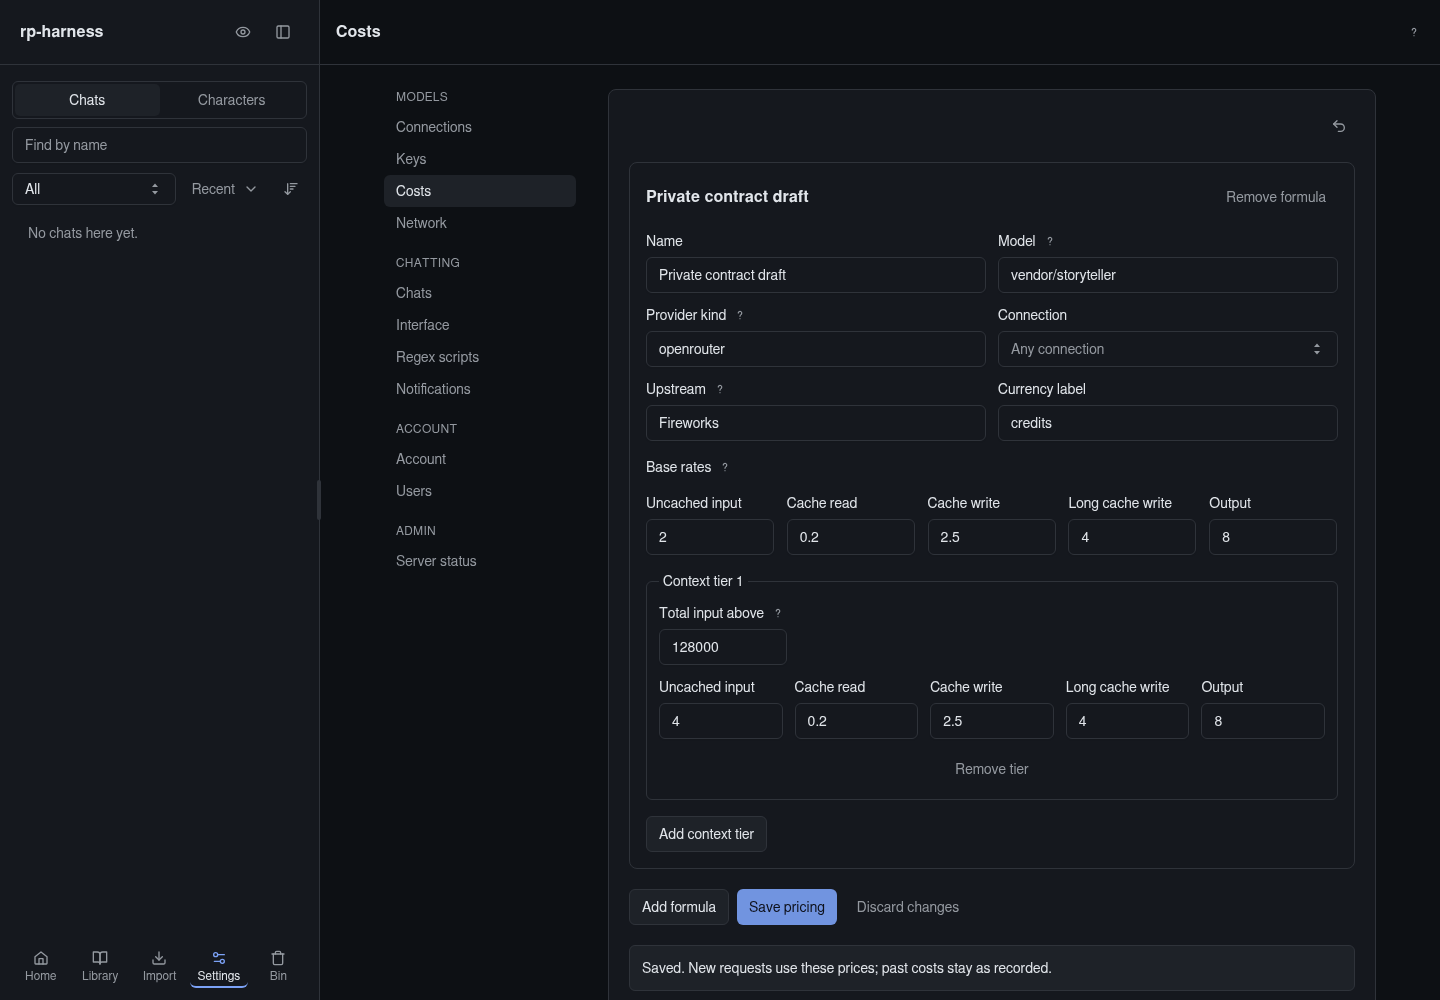 rp-harness
Costs
?
Chats
Characters
Find by name
All
Recent
No chats here yet.
MODELS
Connections
Keys
Costs
Network
CHATTING
Chats
Interface
Regex scripts
Notifications
ACCOUNT
Account
Users
ADMIN
Server status
Private contract draft
Remove formula
Name
Model ?
Private contract draft
vendor/storyteller
Provider kind ?
Connection
openrouter
Any connection
Upstream ?
Currency label
Fireworks
credits
Base rates ?
Uncached input
Cache read
Cache write
Long cache write
Output
2
0.2
2.5
4
8
Context tier 1
Total input above ?
128000
Uncached input
Cache read
Cache write
Long cache write
Output
4
0.2
2.5
4
8
Remove tier
Add context tier
Add formula
Save pricing
Discard changes
Saved. New requests use these prices; past costs stay as recorded.
Home
Library
Import
Settings
Bin